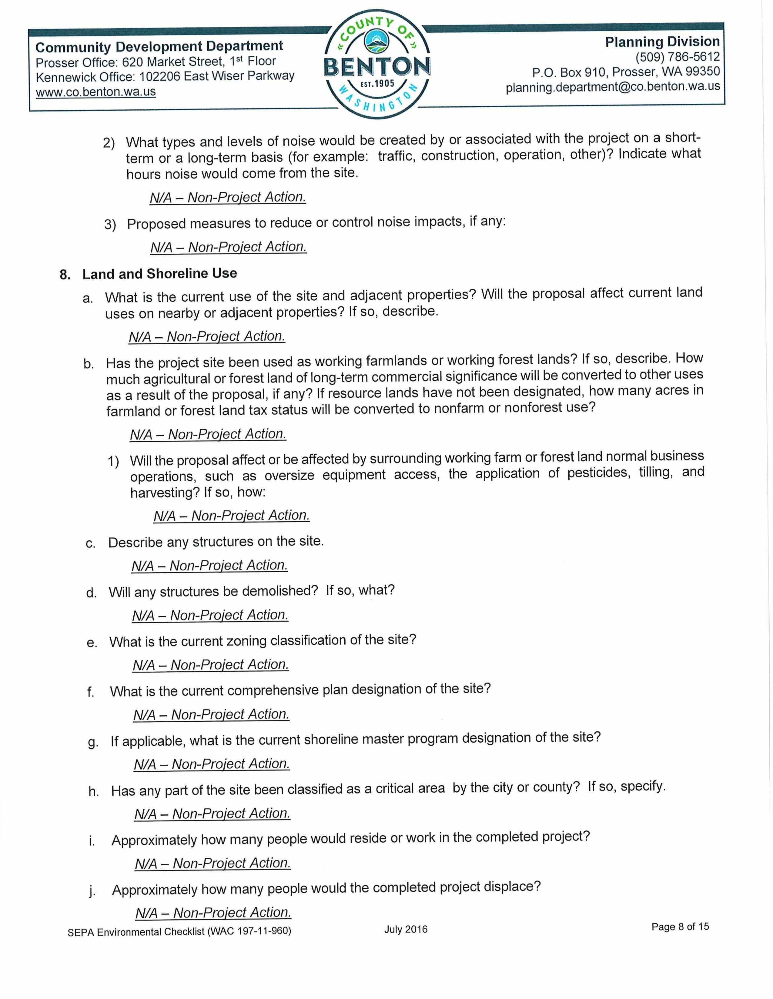 Community Development Department
Prosser Office: 620 Market Street, 1st Floor
Kennewick Office: 102206 East Wiser Parkway
www.co.benton.wa.us
COUNTY OF
BENTON
EST.1905
WASHINGTON
Planning Division
(509) 786-5612
P.O. Box 910, Prosser, WA 99350
planning.department@co.benton.wa.us
2) What types and levels of noise would be created by or associated with the project on a short-
term or a long-term basis (for example: traffic, construction, operation, other)? Indicate what
hours noise would come from the site.
N/A – Non-Project Action.
3) Proposed measures to reduce or control noise impacts, if any:
N/A – Non-Project Action.
8. Land and Shoreline Use
a. What is the current use of the site and adjacent properties? Will the proposal affect current land
uses on nearby or adjacent properties? If so, describe.
N/A – Non-Project Action.
b. Has the project site been used as working farmlands or working forest lands? If so, describe. How
much agricultural or forest land of long-term commercial significance will be converted to other uses
as a result of the proposal, if any? If resource lands have not been designated, how many acres in
farmland or forest land tax status will be converted to nonfarm or nonforest use?
N/A – Non-Project Action.
1) Will the proposal affect or be affected by surrounding working farm or forest land normal business
operations, such as oversize equipment access, the application of pesticides, tilling, and
harvesting? If so, how:
N/A – Non-Project Action.
c. Describe any structures on the site.
N/A – Non-Project Action.
d. Will any structures be demolished? If so, what?
N/A – Non-Project Action.
e. What is the current zoning classification of the site?
N/A – Non-Project Action.
f. What is the current comprehensive plan designation of the site?
N/A – Non-Project Action.
g. If applicable, what is the current shoreline master program designation of the site?
N/A – Non-Project Action.
h. Has any part of the site been classified as a critical area by the city or county? If so, specify.
N/A – Non-Project Action.
i. Approximately how many people would reside or work in the completed project?
N/A – Non-Project Action.
j. Approximately how many people would the completed project displace?
N/A – Non-Project Action.
SEPA Environmental Checklist (WAC 197-11-960)
July 2016
Page 8 of 15